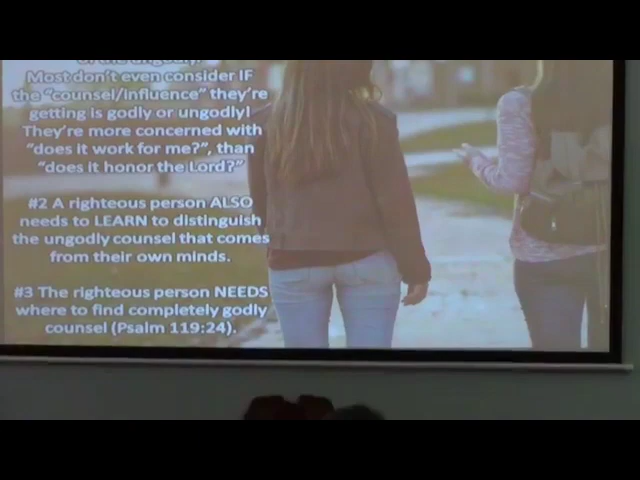 of the ungodly.
Most don't even consider IF
the "counsel/influence" they're
getting is godly or ungodly!
They're more concerned with
"does it work for me?", than
"does it honor the Lord?"
#2 A righteous person ALSO
needs to LEARN to distinguish
the ungodly counsel that comes
from their own minds.
#3 The righteous person NEEDS
where to find completely godly
counsel (Psalm 119:24).